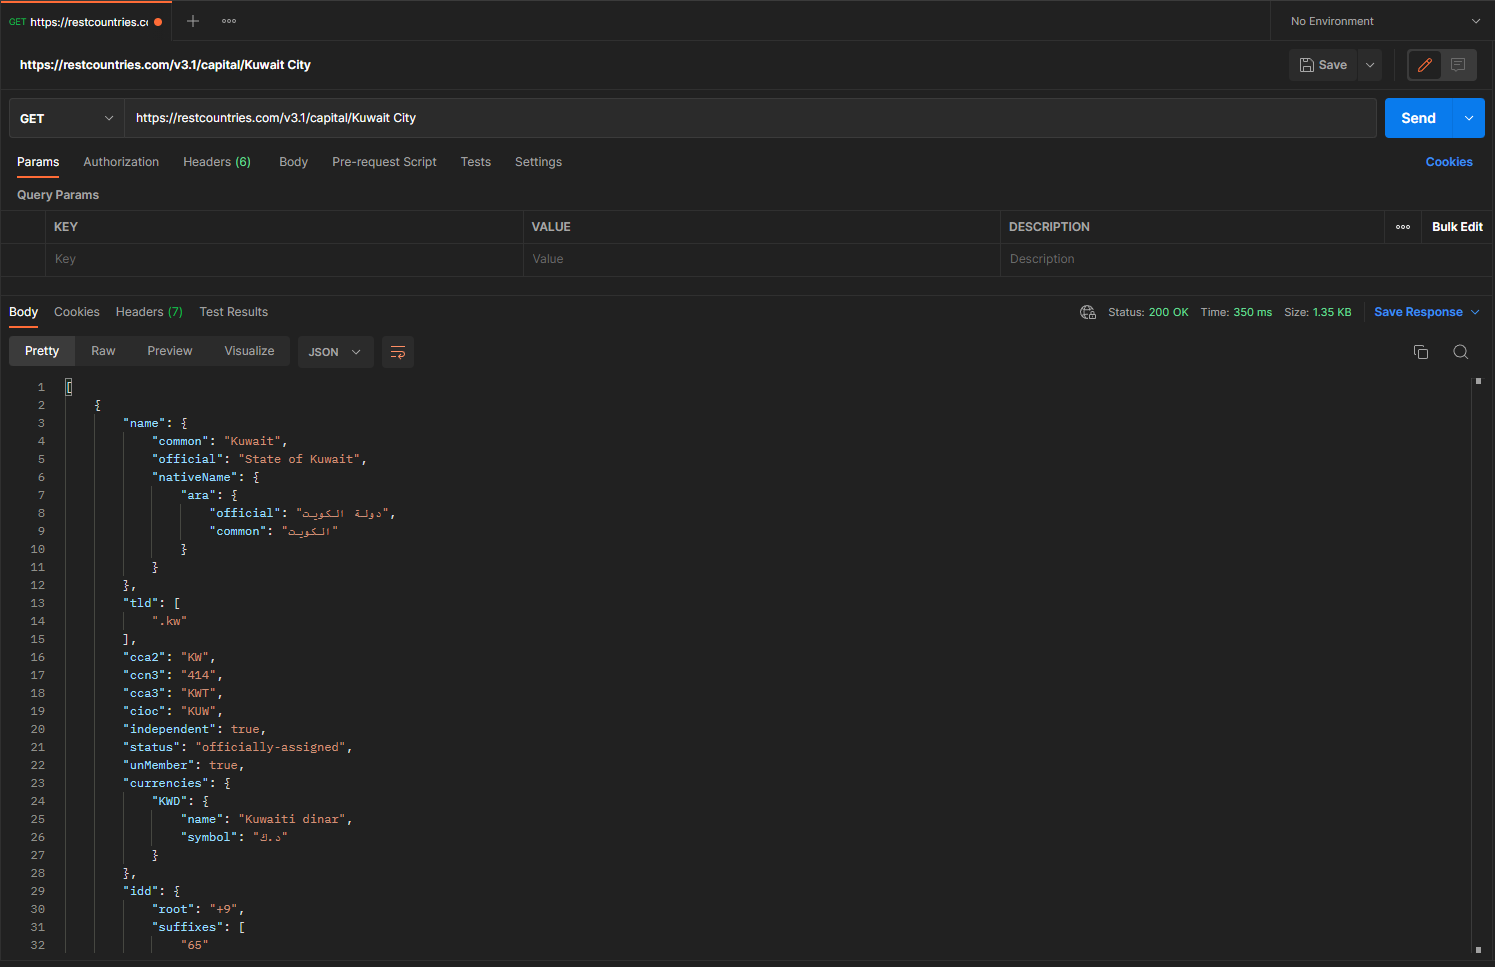 GET https://restcountries.cc
No Environment
https://restcountries.com/v3.1/capital/Kuwait City
Save
GET https://restcountries.com/v3.1/capital/Kuwait City Send
Params Authorization Headers (6) Body Pre-request Script Tests Settings Cookies
Query Params
KEY VALUE DESCRIPTION Bulk Edit
Key Value Description
Body Cookies Headers (7) Test Results Status: 200 OK Time: 350 ms Size: 1.35 KB Save Response
Pretty Raw Preview Visualize JSON
1 [
2 {
3 "name": {
4 "common": "Kuwait",
5 "official": "State of Kuwait",
6 "nativeName": {
7 "ara": {
8 "official": "دولة الكويت",
9 "common": "الكويت"
10 }
11 }
12 },
13 "tld": [
14 ".kw"
15 ],
16 "cca2": "KW",
17 "ccn3": "414",
18 "cca3": "KWT",
19 "cioc": "KUW",
20 "independent": true,
21 "status": "officially-assigned",
22 "unMember": true,
23 "currencies": {
24 "KWD": {
25 "name": "Kuwaiti dinar",
26 "symbol": "د.ك"
27 }
28 },
29 "idd": {
30 "root": "+9",
31 "suffixes": [
32 "65"